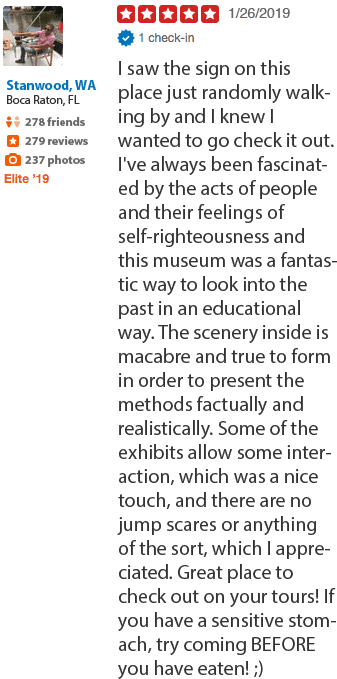 1/26/2019
1 check-in
Stanwood, WA
Boca Raton, FL
278 friends
279 reviews
237 photos
Elite '19
I saw the sign on this
place just randomly walk-
ing by and I knew I
wanted to go check it out.
I've always been fascinat-
ed by the acts of people
and their feelings of
self-righteousness and
this museum was a fantas-
tic way to look into the
past in an educational
way. The scenery inside is
macabre and true to form
in order to present the
methods factually and
realistically. Some of the
exhibits allow some inter-
action, which was a nice
touch, and there are no
jump scares or anything
of the sort, which I appre-
ciated. Great place to
check out on your tours! If
you have a sensitive stom-
ach, try coming BEFORE
you have eaten! ;)